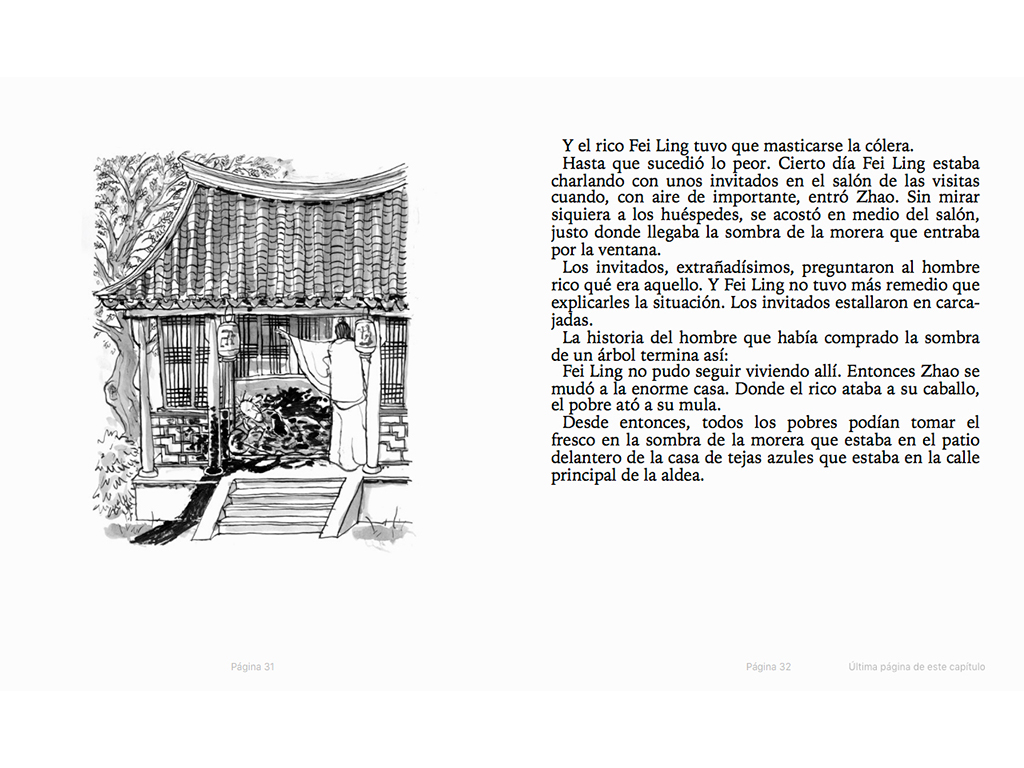 Y el rico Fei Ling tuvo que masticarse la cólera.
Hasta que sucedió lo peor. Cierto día Fei Ling estaba
charlando con unos invitados en el salón de las visitas
cuando, con aire de importante, entró Zhao. Sin mirar
siquiera a los huéspedes, se acostó en medio del salón,
justo donde llegaba la sombra de la morera que entraba
por la ventana.
Los invitados, extrañadísimos, preguntaron al hombre
rico qué era aquello. Y Fei Ling no tuvo más remedio que
explicarles la situación. Los invitados estallaron en carca-
jadas.
La historia del hombre que había comprado la sombra
de un árbol termina así:
Fei Ling no pudo seguir viviendo allí. Entonces Zhao se
mudó a la enorme casa. Donde el rico ataba a su caballo,
el pobre ató a su mula.
Desde entonces, todos los pobres podían tomar el
fresco en la sombra de la morera que estaba en el patio
delantero de la casa de tejas azules que estaba en la calle
principal de la aldea.
Página 31
Página 32
Última página de este capítulo